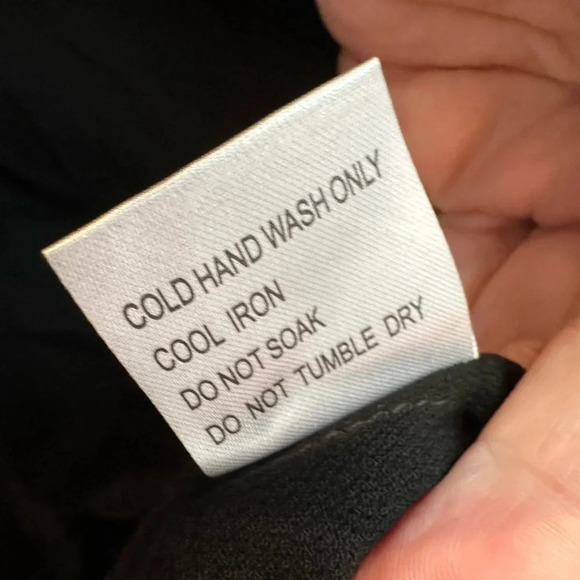 COLD HAND WASH ONLY
COOL IRON
DO NOT SOAK
DO NOT TUMBLE DRY